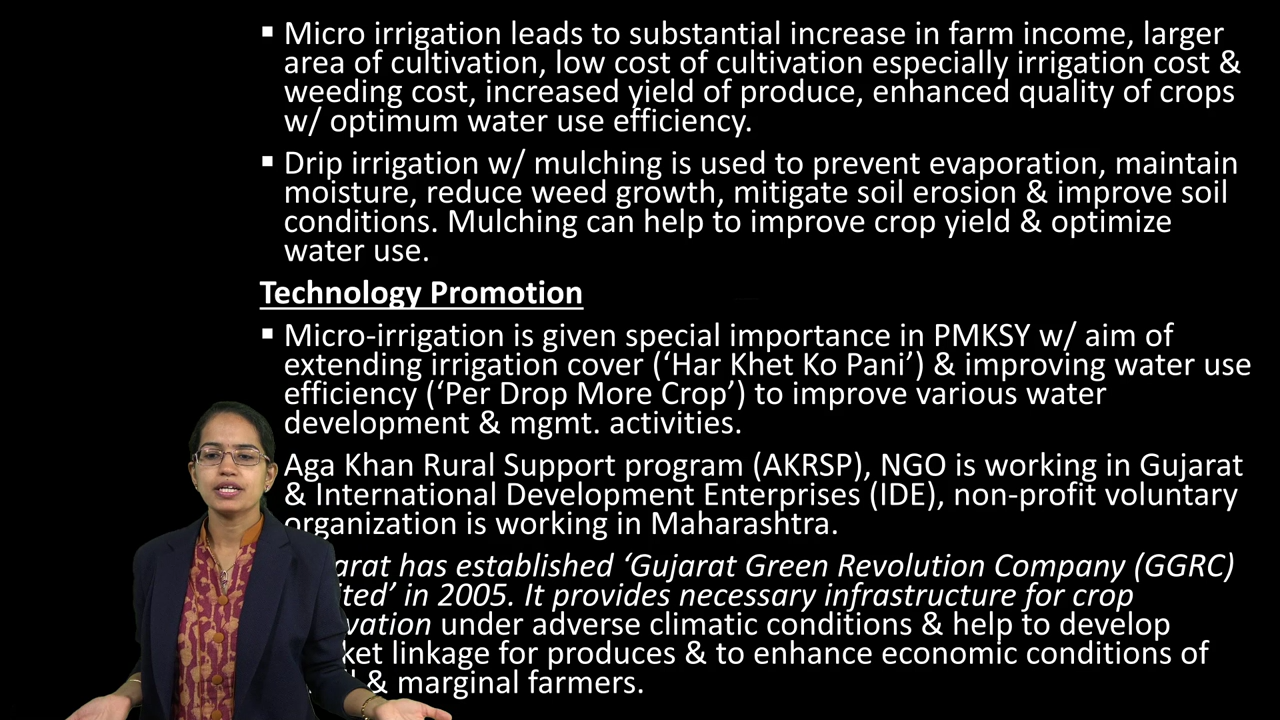 ▪ Micro irrigation leads to substantial increase in farm income, larger
area of cultivation, low cost of cultivation especially irrigation cost &
weeding cost, increased yield of produce, enhanced quality of crops
w/ optimum water use efficiency.
▪ Drip irrigation w/ mulching is used to prevent evaporation, maintain
moisture, reduce weed growth, mitigate soil erosion & improve soil
conditions. Mulching can help to improve crop yield & optimize
water use.
Technology Promotion
▪ Micro-irrigation is given special importance in PMKSY w/ aim of
extending irrigation cover (‘Har Khet Ko Pani’) & improving water use
efficiency (‘Per Drop More Crop’) to improve various water
development & mgmt. activities.
Aga Khan Rural Support program (AKRSP), NGO is working in Gujarat
& International Development Enterprises (IDE), non-profit voluntary
organization is working in Maharashtra.
has established ‘Gujarat Green Revolution Company (GGRC)
in 2005. It provides necessary infrastructure for crop
under adverse climatic conditions & help to develop
linkage for produces & to enhance economic conditions of
& marginal farmers.